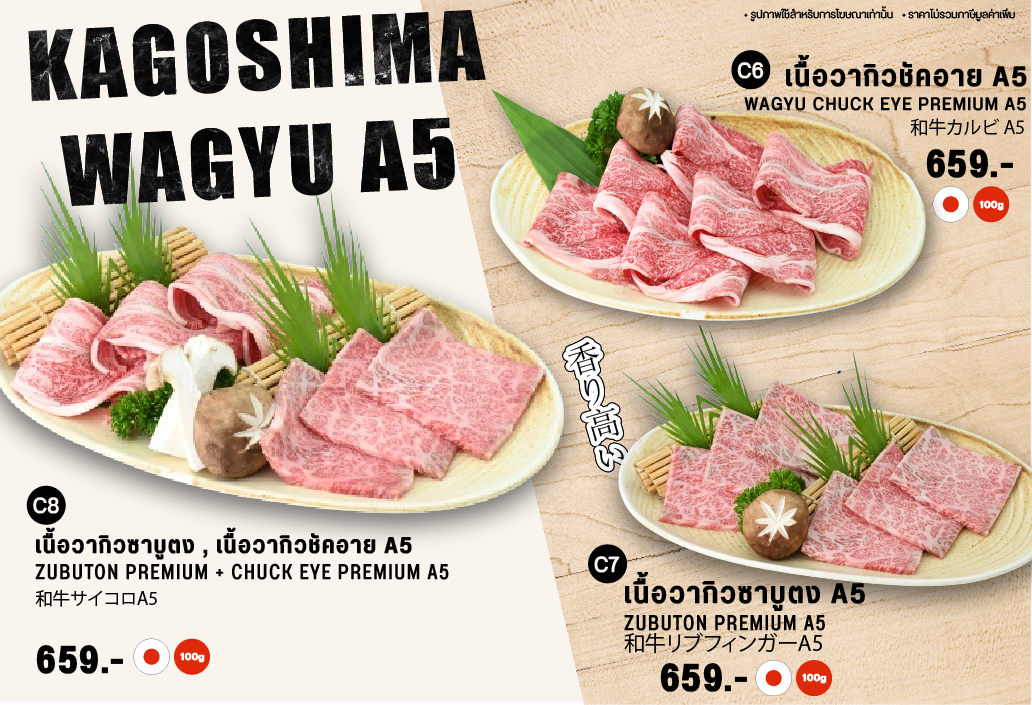 • รูปภาพใช้สำหรับการโฆษณาเท่านั้น • ราคาไม่รวมภาษีมูลค่าเพิ่ม
KAGOSHIMA
WAGYU A5
C6 เนื้อวากิวชัคอาย A5
WAGYU CHUCK EYE PREMIUM A5
和牛カルビ A5
659.-
100g
香り高い
C8
เนื้อวากิวซาบูตง , เนื้อวากิวชัคอาย A5
ZUBUTON PREMIUM + CHUCK EYE PREMIUM A5
和牛サイコロA5
659.- 100g
C7
เนื้อวากิวซาบูตง A5
ZUBUTON PREMIUM A5
和牛リブフィンガーA5
659.- 100g